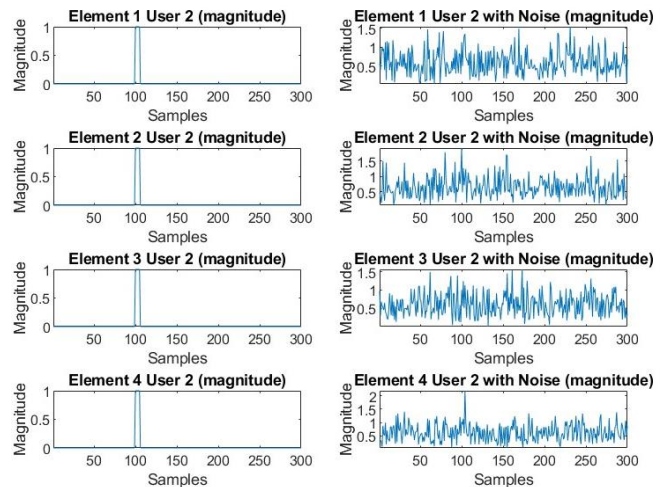 Element 1 User 2 (magnitude)
Magnitude
1
0.5
0
50 100 150 200 250 300
Samples
Element 1 User 2 with Noise (magnitude)
Magnitude
1.5
1
0.5
50 100 150 200 250 300
Samples
Element 2 User 2 (magnitude)
Magnitude
1
0.5
0
50 100 150 200 250 300
Samples
Element 2 User 2 with Noise (magnitude)
Magnitude
1.5
1
0.5
50 100 150 200 250 300
Samples
Element 3 User 2 (magnitude)
Magnitude
1
0.5
0
50 100 150 200 250 300
Samples
Element 3 User 2 with Noise (magnitude)
Magnitude
1.5
1
0.5
50 100 150 200 250 300
Samples
Element 4 User 2 (magnitude)
Magnitude
1
0.5
0
50 100 150 200 250 300
Samples
Element 4 User 2 with Noise (magnitude)
Magnitude
2
1.5
1
0.5
50 100 150 200 250 300
Samples